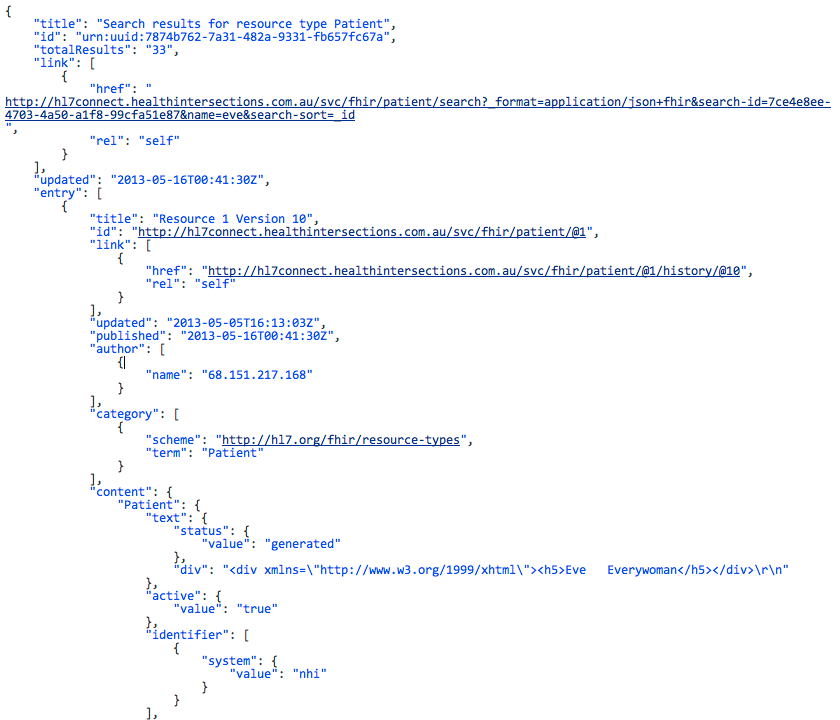 {
    "title": "Search results for resource type Patient",
    "id": "urn:uuid:7874b762-7a31-482a-9331-fb657fc67a",
    "totalResults": "33",
    "link": [
        {
            "href": "
http://hl7connect.healthintersections.com.au/svc/fhir/patient/search?_format=application/json+fhir&search-id=7ce4e8ee-
4703-4a50-a1f8-99cfa51e87&name=eve&search-sort=_id
",
            "rel": "self"
        }
    ],
    "updated": "2013-05-16T00:41:30Z",
    "entry": [
        {
            "title": "Resource 1 Version 10",
            "id": "http://hl7connect.healthintersections.com.au/svc/fhir/patient/@1",
            "link": [
                {
                    "href": "http://hl7connect.healthintersections.com.au/svc/fhir/patient/@1/history/@10",
                    "rel": "self"
                }
            ],
            "updated": "2013-05-05T16:13:03Z",
            "published": "2013-05-16T00:41:30Z",
            "author": [
                {
                    "name": "68.151.217.168"
                }
            ],
            "category": [
                {
                    "scheme": "http://hl7.org/fhir/resource-types",
                    "term": "Patient"
                }
            ],
            "content": {
                "Patient": {
                    "text": {
                        "status": {
                            "value": "generated"
                        },
                        "div": "<div xmlns=\"http://www.w3.org/1999/xhtml\"><h5>Eve   Everywoman</h5></div>\r\n"
                    },
                    "active": {
                        "value": "true"
                    },
                    "identifier": [
                        {
                            "system": {
                                "value": "nhi"
                            }
                        }
                    ],